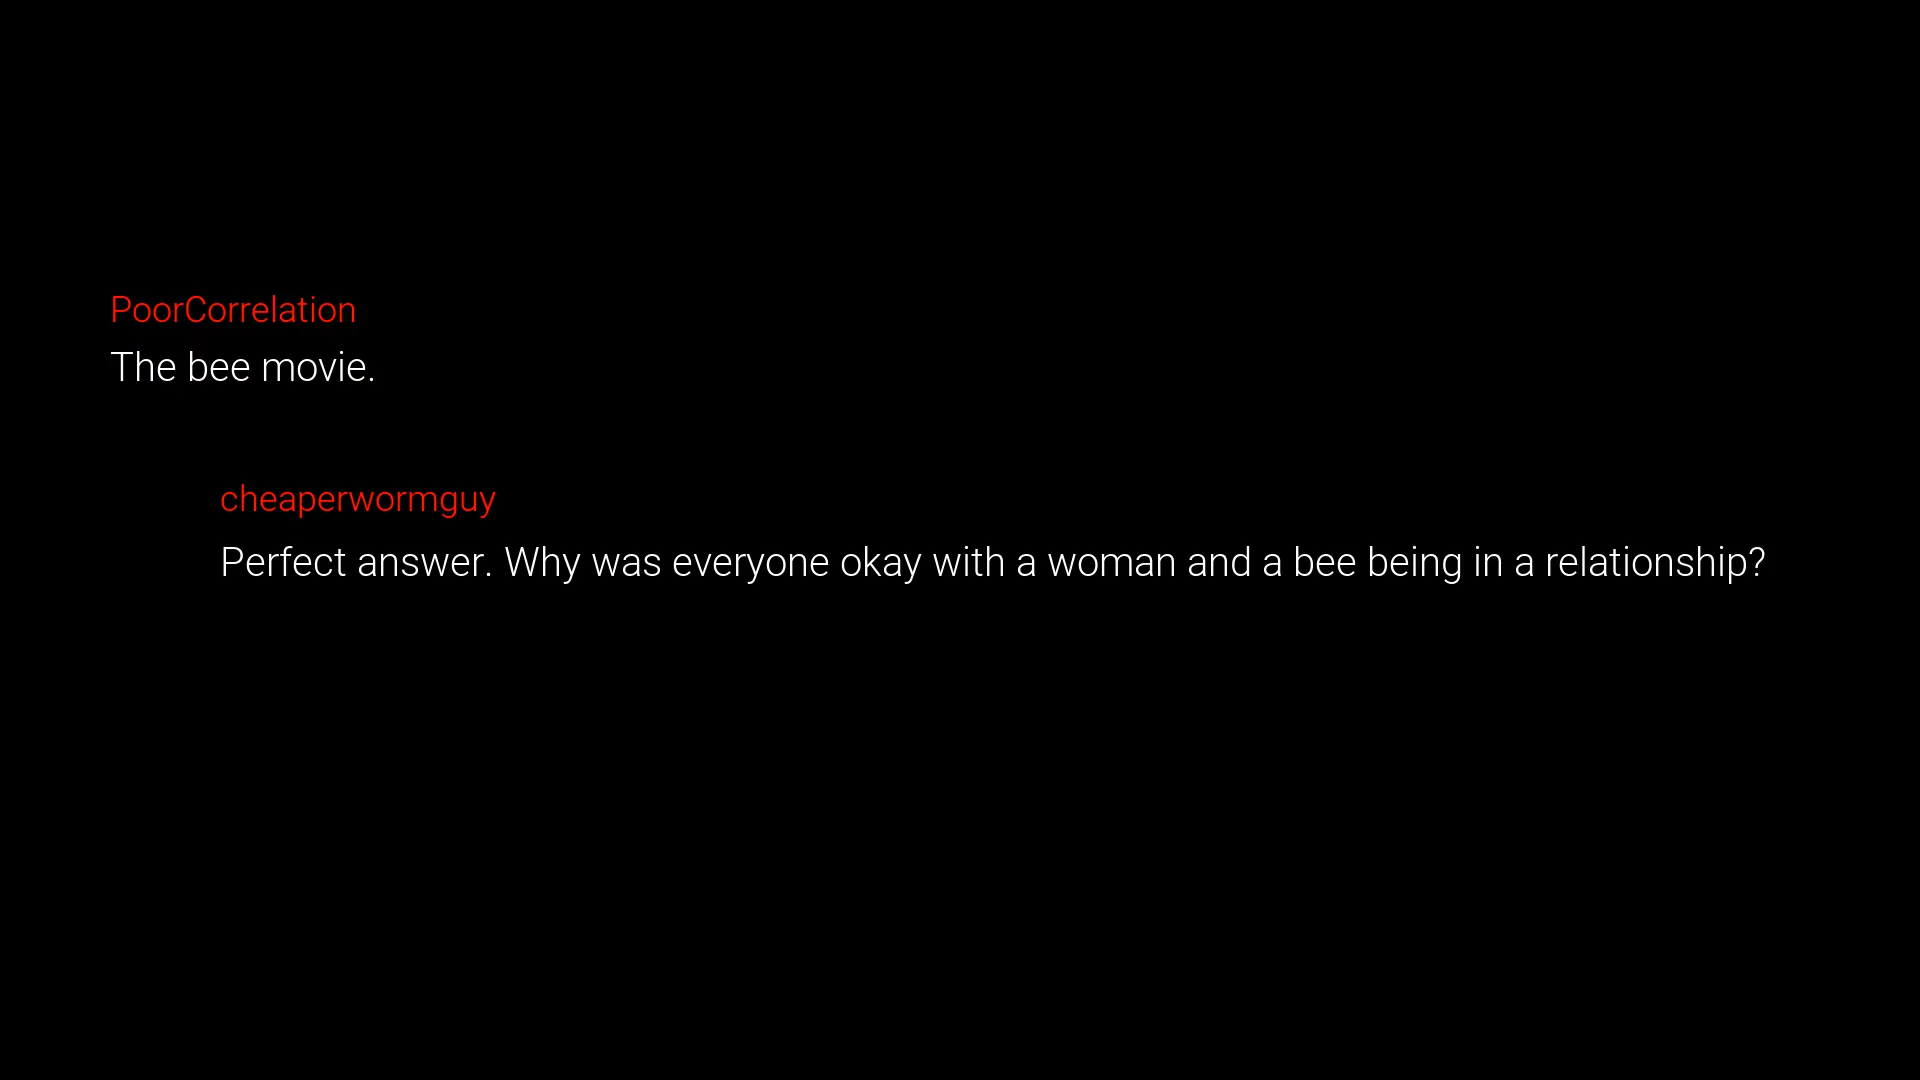 PoorCorrelation
The bee movie.
cheaperwormguy
Perfect answer. Why was everyone okay with a woman and a bee being in a relationship?